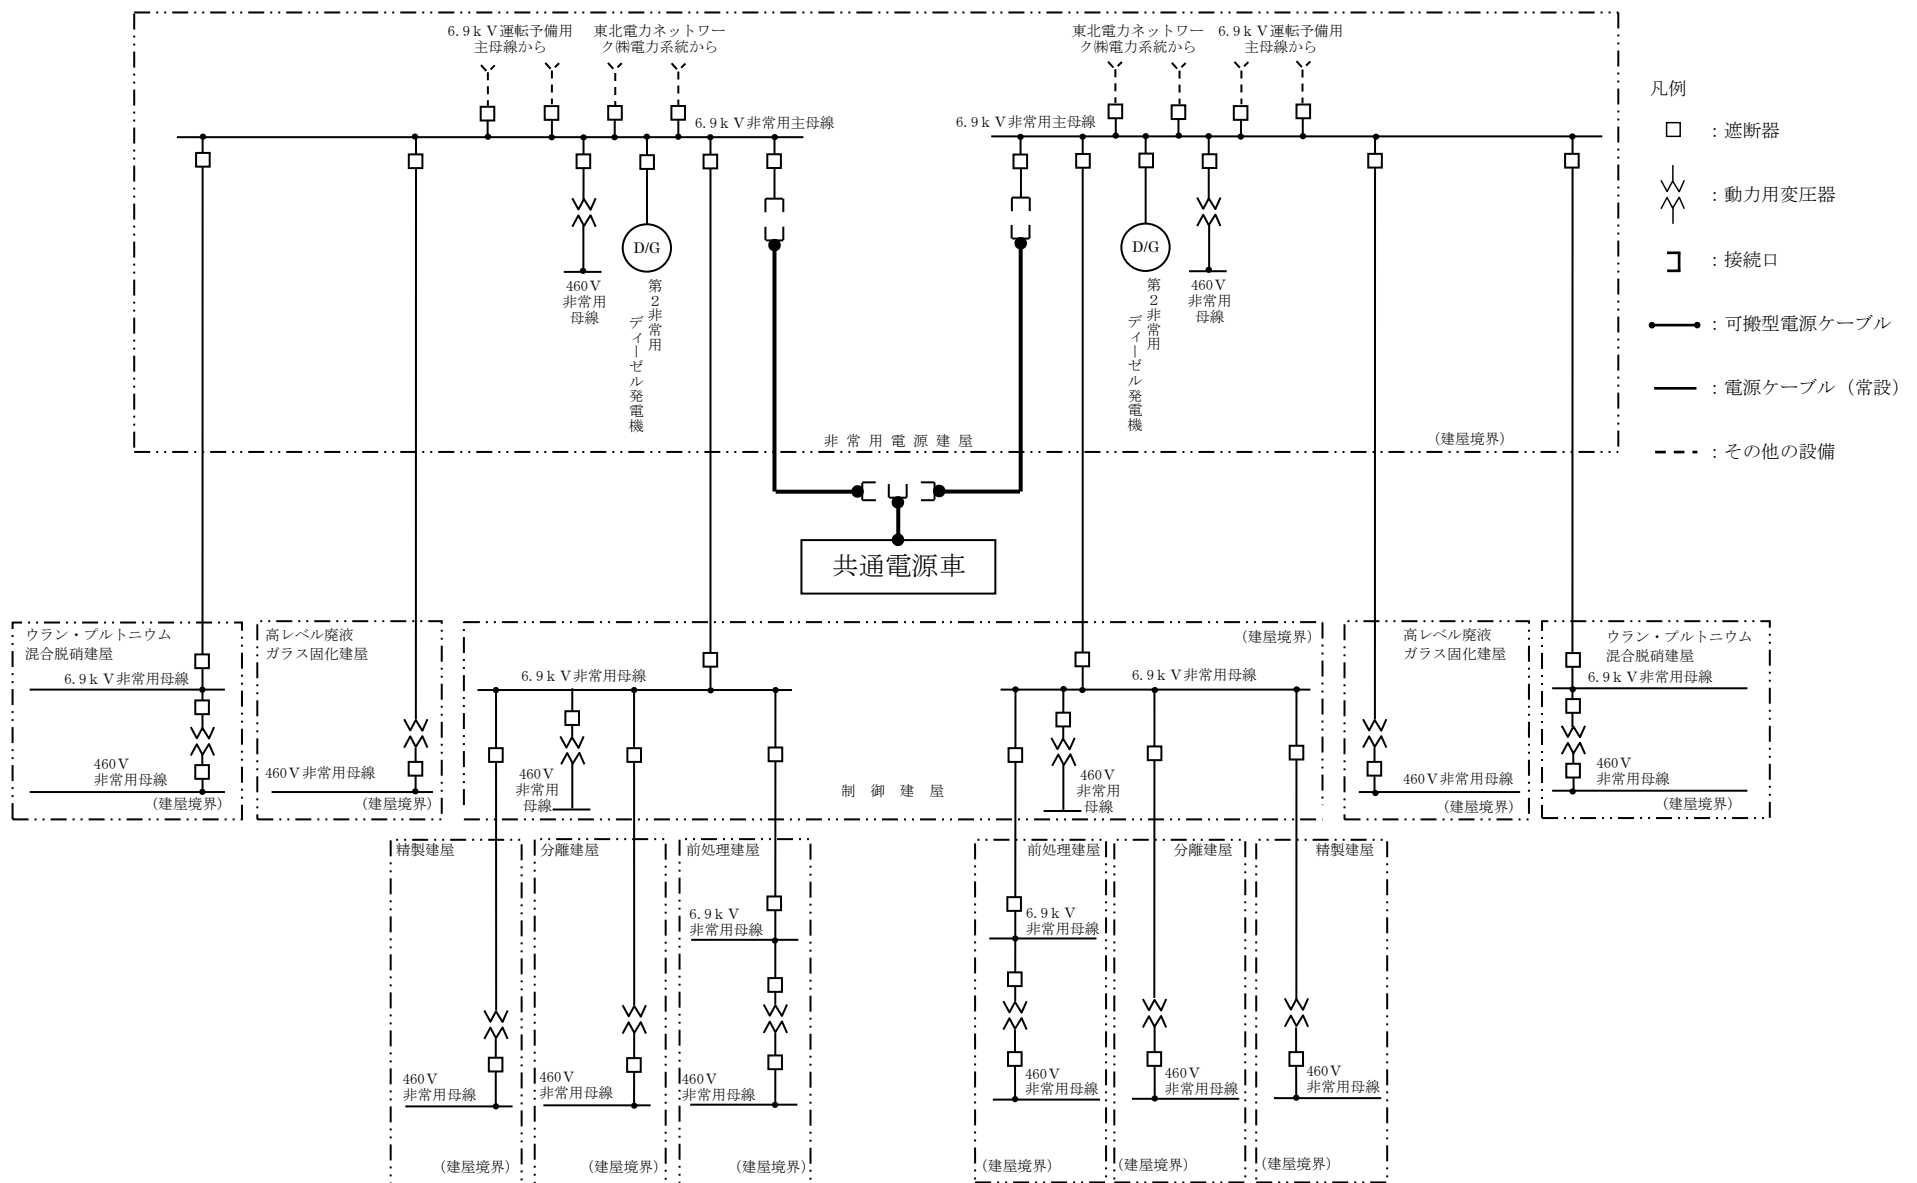 6.9kV運転予備用
主母線から
東北電力ネットワー
ク㈱電力系統から
東北電力ネットワー
ク㈱電力系統から
6.9kV運転予備用
主母線から
6.9kV非常用主母線
6.9kV非常用主母線
D/G
460V
非常用
母線
第2非常用
ディーゼル発電機
D/G
第2非常用
ディーゼル発電機
460V
非常用
母線
非常用電源建屋
(建屋境界)
凡例
:遮断器
:動力用変圧器
:接続口
:可搬型電源ケーブル
:電源ケーブル(常設)
:その他の設備
共通電源車
ウラン・プルトニウム
混合脱硝建屋
6.9kV非常用母線
460V
非常用母線
(建屋境界)
高レベル廃液
ガラス固化建屋
460V非常用母線
(建屋境界)
(建屋境界)
6.9kV非常用母線
460V
非常用
母線
制御建屋
6.9kV非常用母線
460V
非常用
母線
高レベル廃液
ガラス固化建屋
460V非常用母線
(建屋境界)
ウラン・プルトニウム
混合脱硝建屋
6.9kV非常用母線
460V
非常用母線
(建屋境界)
精製建屋
460V
非常用母線
(建屋境界)
分離建屋
460V
非常用母線
(建屋境界)
前処理建屋
6.9kV
非常用母線
460V
非常用母線
(建屋境界)
前処理建屋
6.9kV
非常用母線
460V
非常用母線
(建屋境界)
分離建屋
460V
非常用母線
(建屋境界)
精製建屋
460V
非常用母線
(建屋境界)